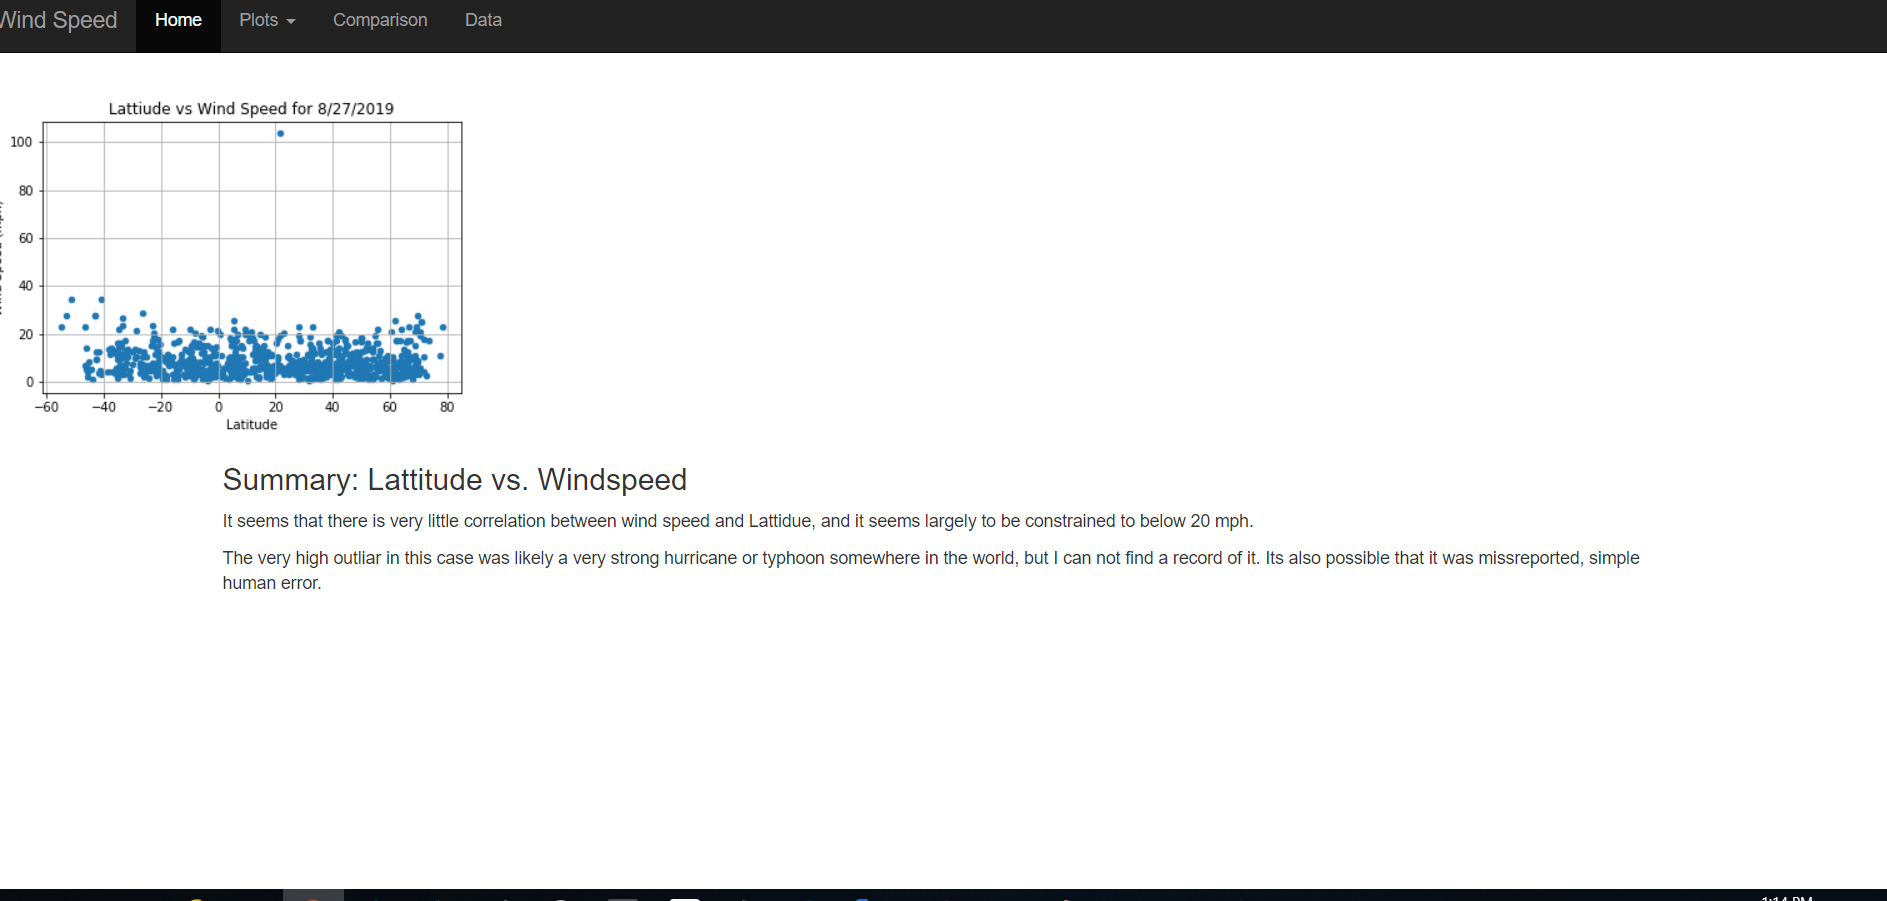 Wind Speed Home Plots Comparison Data
Lattiude vs Wind Speed for 8/27/2019
100
80
60
40
20
0
−60 −40 −20 0 20 40 60 80
Latitude
Summary: Lattitude vs. Windspeed
It seems that there is very little correlation between wind speed and Lattidue, and it seems largely to be constrained to below 20 mph.
The very high outliar in this case was likely a very strong hurricane or typhoon somewhere in the world, but I can not find a record of it. Its also possible that it was missreported, simple
human error.
1:14 PM